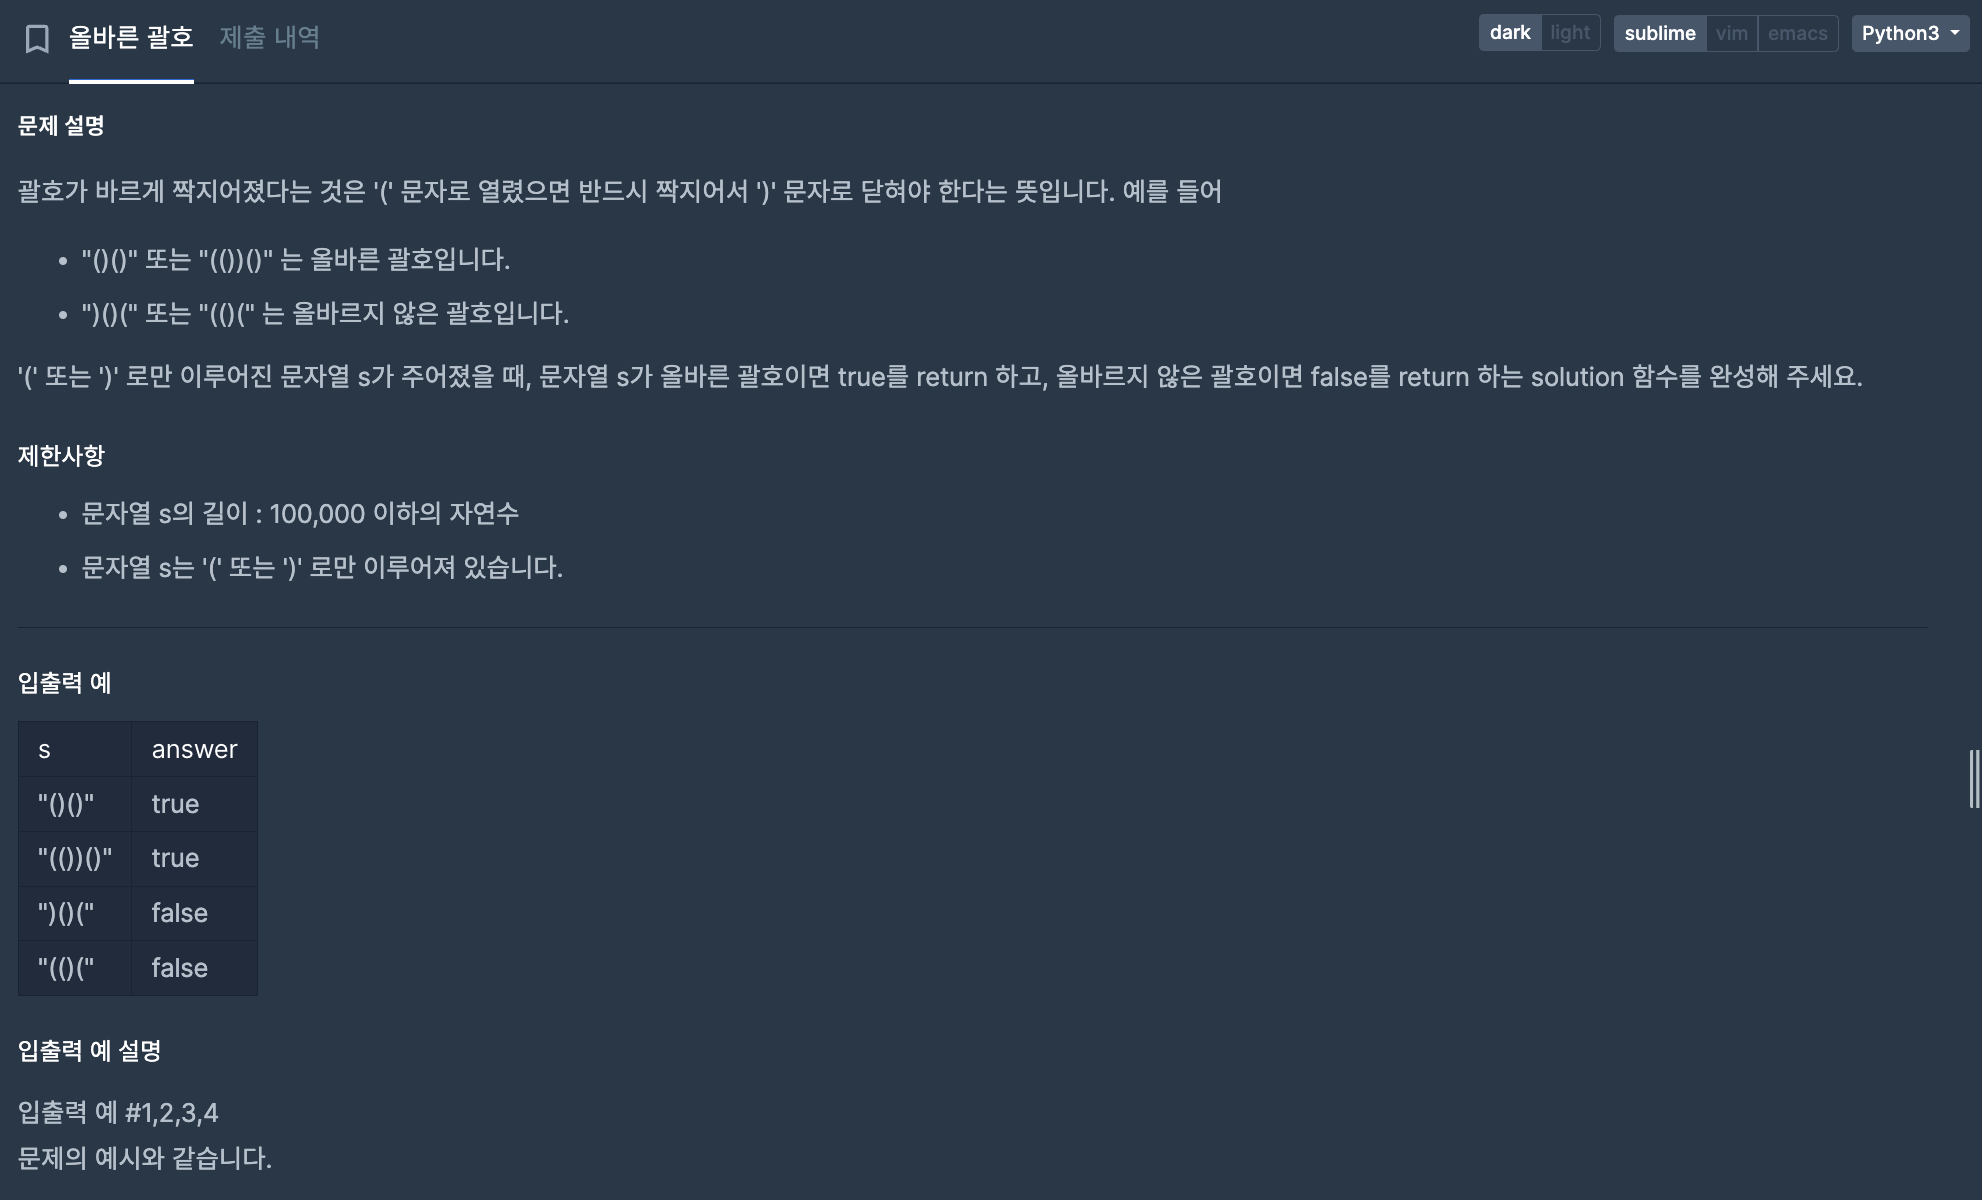 올바른 괄호 제출 내역 dark light sublime vim emacs Python3
문제 설명
괄호가 바르게 짝지어졌다는 것은 '(' 문자로 열렸으면 반드시 짝지어서 ')' 문자로 닫혀야 한다는 뜻입니다. 예를 들어
• "()()" 또는 "(())()" 는 올바른 괄호입니다.
• ")()(" 또는 "(()(" 는 올바르지 않은 괄호입니다.
'(' 또는 ')' 로만 이루어진 문자열 s가 주어졌을 때, 문자열 s가 올바른 괄호이면 true를 return 하고, 올바르지 않은 괄호이면 false를 return 하는 solution 함수를 완성해 주세요.
제한사항
• 문자열 s의 길이 : 100,000 이하의 자연수
• 문자열 s는 '(' 또는 ')' 로만 이루어져 있습니다.
입출력 예
s answer
"()()" true
"(())()" true
")()(" false
"(()(" false
입출력 예 설명
입출력 예 #1,2,3,4
문제의 예시와 같습니다.